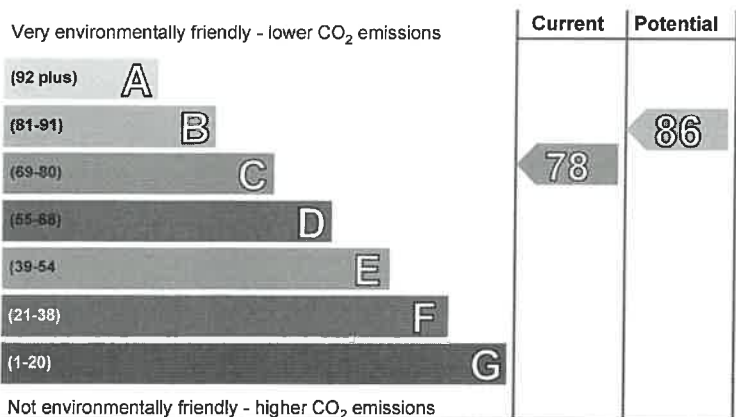 Very environmentally friendly - lower CO₂ emissions
Current Potential
(92 plus) A
(81-91) B
(69-80) C
(55-68) D
(39-54 E
(21-38) F
(1-20) G
78
86
Not environmentally friendly - higher CO₂ emissions